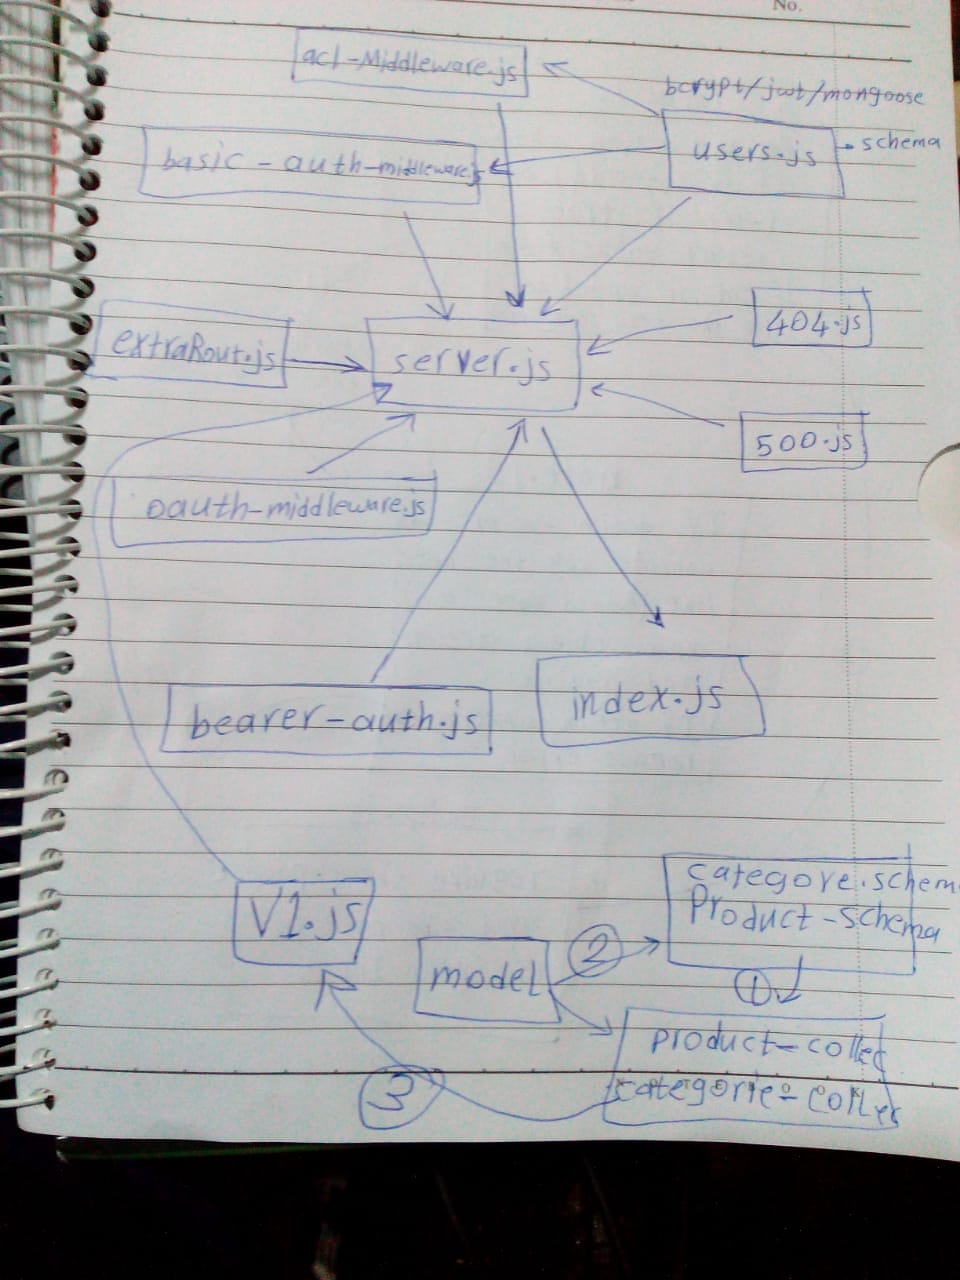 No.
acl-Middleware.js
bcrypt/jwt/mongoose
users.js
schema
basic-auth-middleware.js
404.js
extraRout.js
server.js
500.js
oauth-middleware.js
bearer-auth.js
index.js
categore.schem
Product-schema
V1.js
2
model
1
product-collec
3
categorie-coller